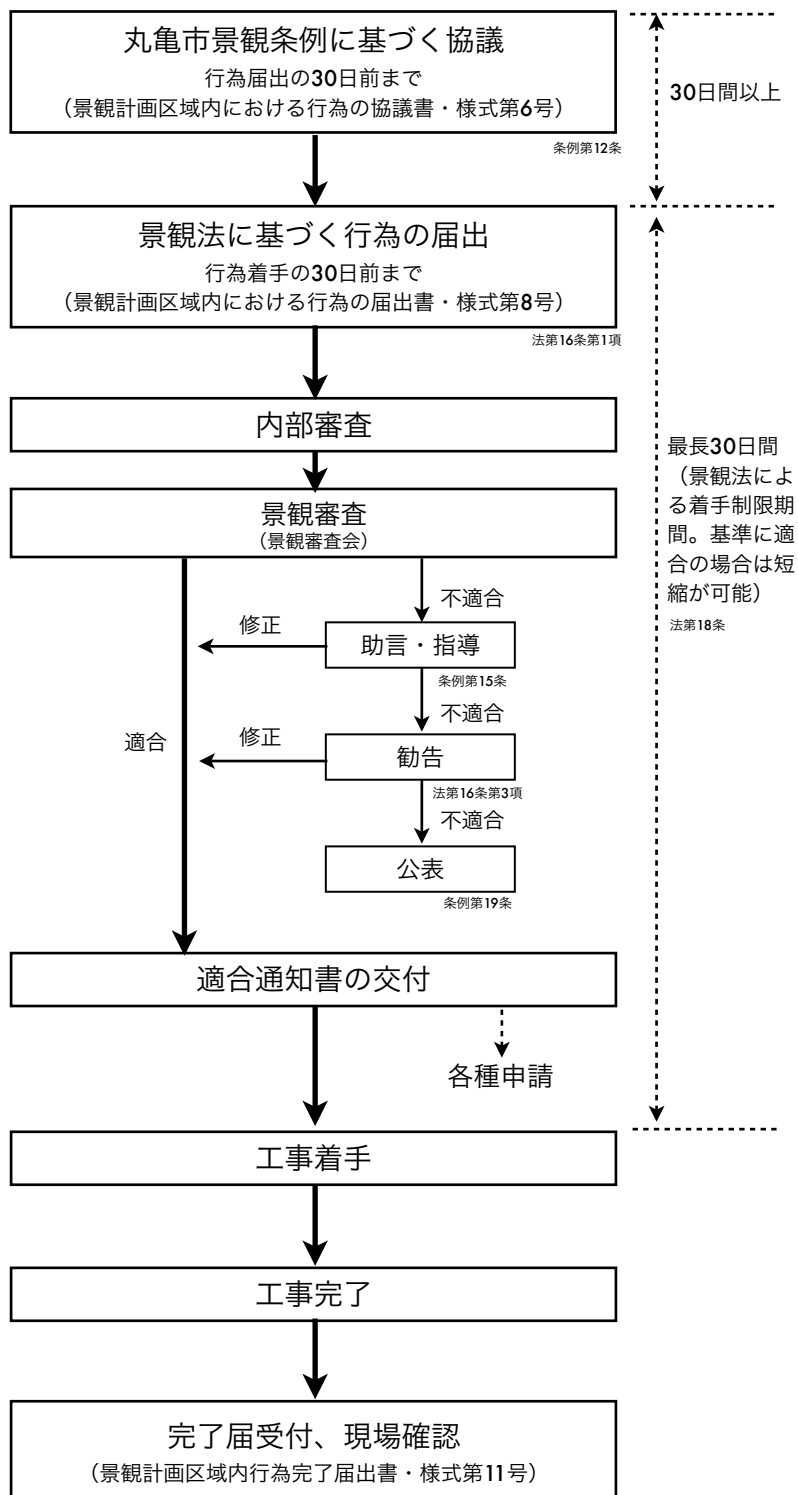 丸亀市景観条例に基づく協議
行為届出の30日前まで
（景観計画区域内における行為の協議書・様式第6号）
条例第12条
30日間以上
景観法に基づく行為の届出
行為着手の30日前まで
（景観計画区域内における行為の届出書・様式第8号）
法第16条第1項
内部審査
景観審査
（景観審査会）
不適合
修正
助言・指導
条例第15条
不適合
適合
修正
勧告
法第16条第3項
不適合
公表
条例第19条
最長30日間
（景観法によ
る着手制限期
間。基準に適
合の場合は短
縮が可能）
法第18条
適合通知書の交付
各種申請
工事着手
工事完了
完了届受付、現場確認
（景観計画区域内行為完了届出書・様式第11号）